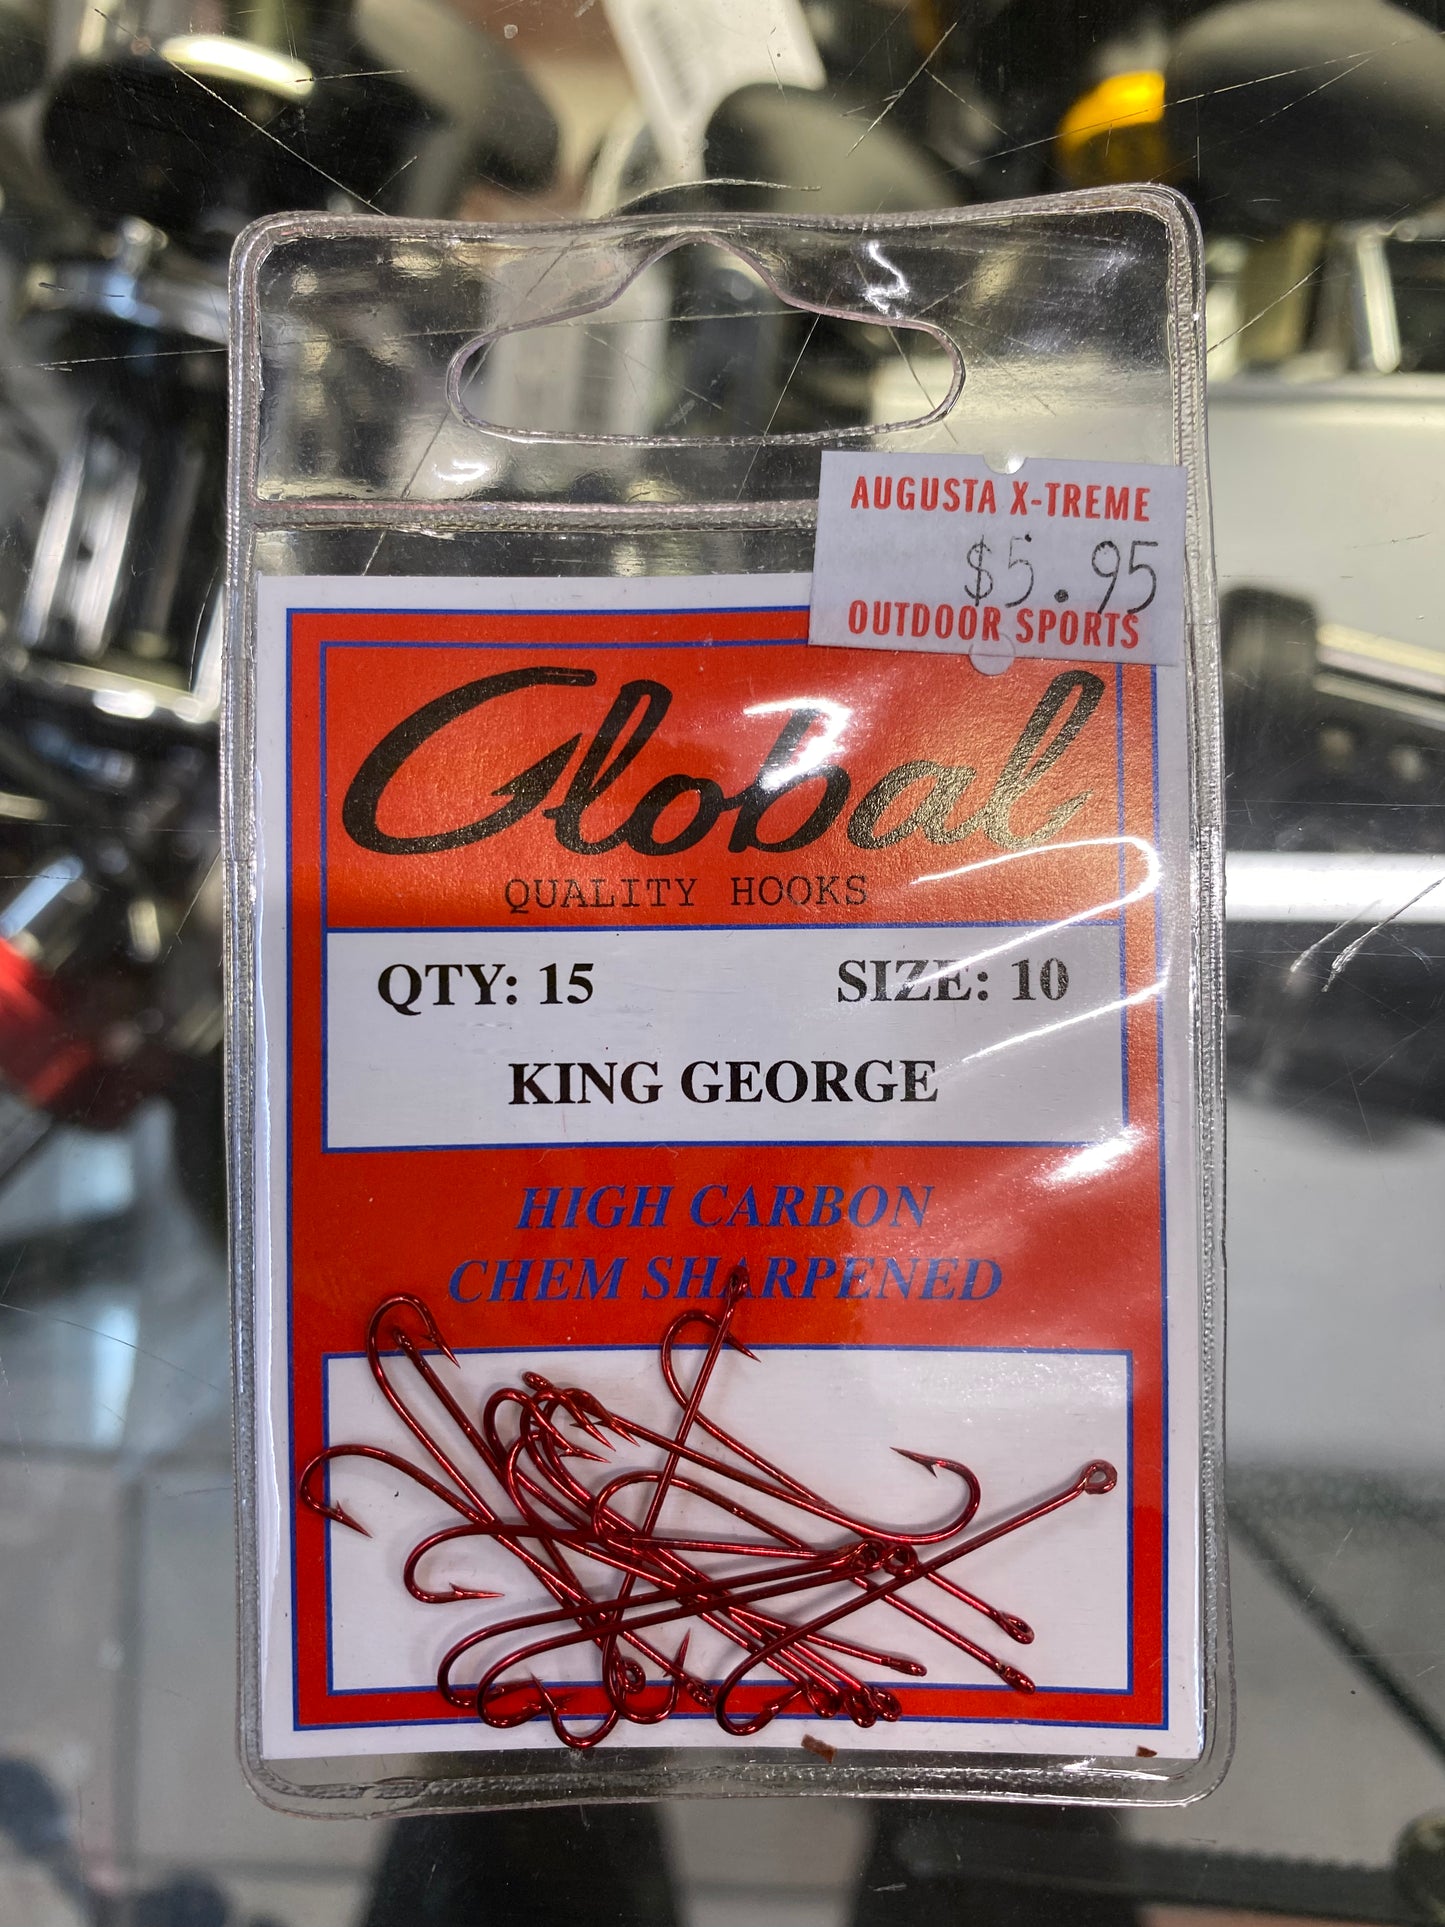 AUGUSTA X-TREME
$5.95
OUTDOOR SPORTS
Global
QUALITY HOOKS
QTY: 15 SIZE: 10
KING GEORGE
HIGH CARBON
CHEM SHARPENED